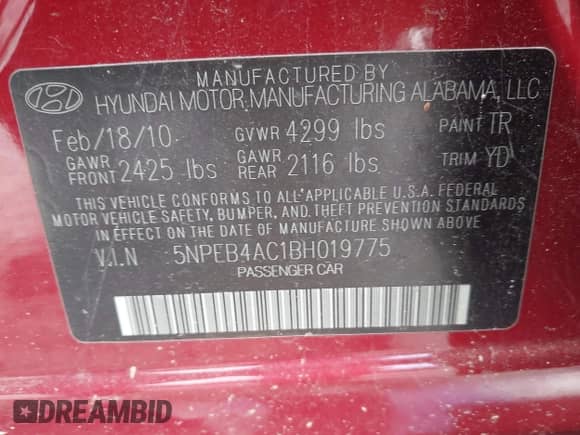 MANUFACTURED BY
HYUNDAI MOTOR MANUFACTURING ALABAMA, LLC
Feb/18/10 GVWR 4299 lbs PAINT TR
GAWR FRONT 2425 lbs GAWR REAR 2116 lbs TRIM YD
THIS VEHICLE CONFORMS TO ALL APPLICABLE U.S.A FEDERAL
MOTOR VEHICLE SAFETY, BUMPER, AND THEFT PREVENTION
STANDARDS IN EFFECT ON THE DATE OF MANUFACTURE SHOWN ABOVE.
V.I.N 5NPEB4AC1BH019775
PASSENGER CAR
DREAMBID